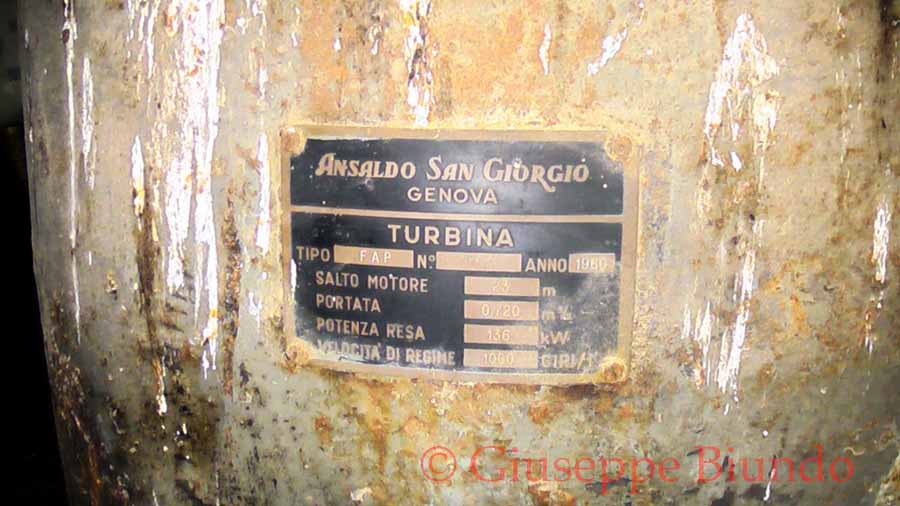 ANSALDO SAN GIORGIO
GENOVA
TURBINA
TIPO FAP N° ANNO 1960
SALTO MOTORE 23 m
PORTATA 0/20
POTENZA RESA 136 kW
VELOCITÀ DI REGIME 1000 GIRI/1'
© Giuseppe Biundo